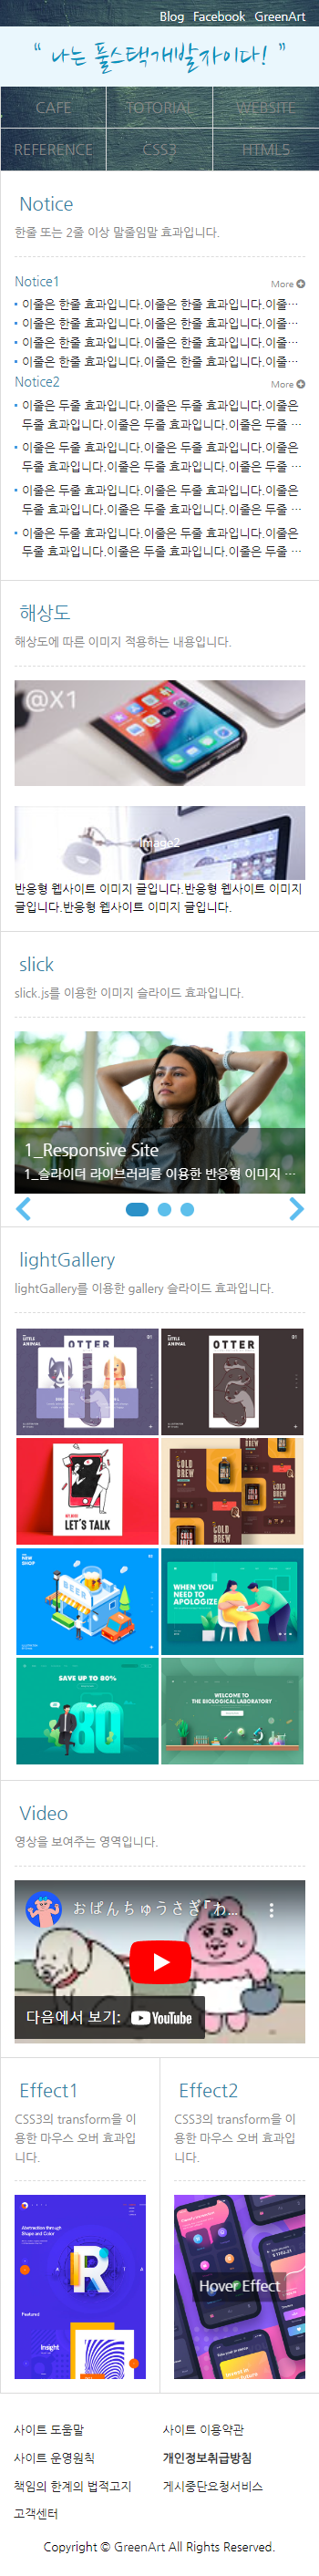 Blog Facebook GreenArt
“ 나는 풀스택개발자이다! ”
CAFE TOTORIAL WEBSITE
REFERENCE CSS3 HTML5
Notice
한줄 또는 2줄 이상 말줄임말 효과입니다.
Notice1 More
이줄은 한줄 효과입니다.이줄은 한줄 효과입니다.이줄…
이줄은 한줄 효과입니다.이줄은 한줄 효과입니다.이줄…
이줄은 한줄 효과입니다.이줄은 한줄 효과입니다.이줄…
이줄은 한줄 효과입니다.이줄은 한줄 효과입니다.이줄…
Notice2 More
이줄은 두줄 효과입니다.이줄은 두줄 효과입니다.이줄은
두줄 효과입니다.이줄은 두줄 효과입니다.이줄은 두줄 …
이줄은 두줄 효과입니다.이줄은 두줄 효과입니다.이줄은
두줄 효과입니다.이줄은 두줄 효과입니다.이줄은 두줄 …
이줄은 두줄 효과입니다.이줄은 두줄 효과입니다.이줄은
두줄 효과입니다.이줄은 두줄 효과입니다.이줄은 두줄 …
이줄은 두줄 효과입니다.이줄은 두줄 효과입니다.이줄은
두줄 효과입니다.이줄은 두줄 효과입니다.이줄은 두줄 …
해상도
해상도에 따른 이미지 적용하는 내용입니다.
@X1
Image2
반응형 웹사이트 이미지 글입니다.반응형 웹사이트 이미지
글입니다.반응형 웹사이트 이미지 글입니다.
slick
slick.js를 이용한 이미지 슬라이드 효과입니다.
1_Responsive Site
1_슬라이더 라이브러리를 이용한 반응형 이미지 …
lightGallery
lightGallery를 이용한 gallery 슬라이드 효과입니다.
LITTLE ANIMAL OTTER
LITTLE ANIMAL OTTER
LET'S TALK
COLD BREW
COLD BREW
COLD BREW
NEW SHOP
WHEN YOU NEED TO APOLOGIZE
SAVE UP TO 80%
80
WELCOME TO
THE BIOLOGICAL LABORATORY
Video
영상을 보여주는 영역입니다.
おぱんちゅうさぎ「わ...
다음에서 보기: YouTube
Effect1
CSS3의 transform을 이
용한 마우스 오버 효과입
니다.
Effect2
CSS3의 transform을 이
용한 마우스 오버 효과입
니다.
Abstraction through
Shape and Color
R
Featured
Insight
Hover Effect
사이트 도움말 사이트 이용약관
사이트 운영원칙 개인정보취급방침
책임의 한계의 법적고지 게시중단요청서비스
고객센터
Copyright © GreenArt All Rights Reserved.